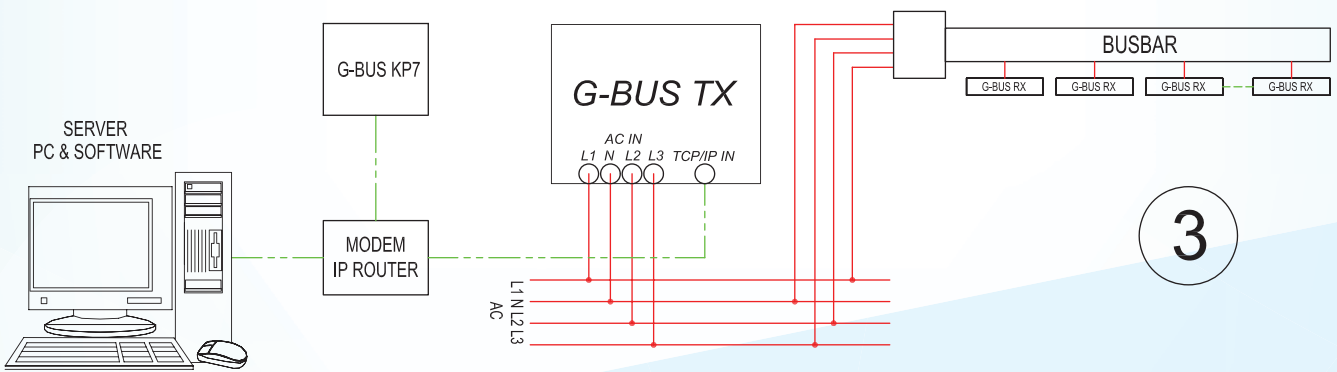 SERVER
PC & SOFTWARE
G-BUS KP7
MODEM
IP ROUTER
G-BUS TX
AC IN
L1 N L2 L3 TCP/IP IN
L1 N L2 L3
AC
BUSBAR
G-BUS RX
G-BUS RX
G-BUS RX
G-BUS RX
3